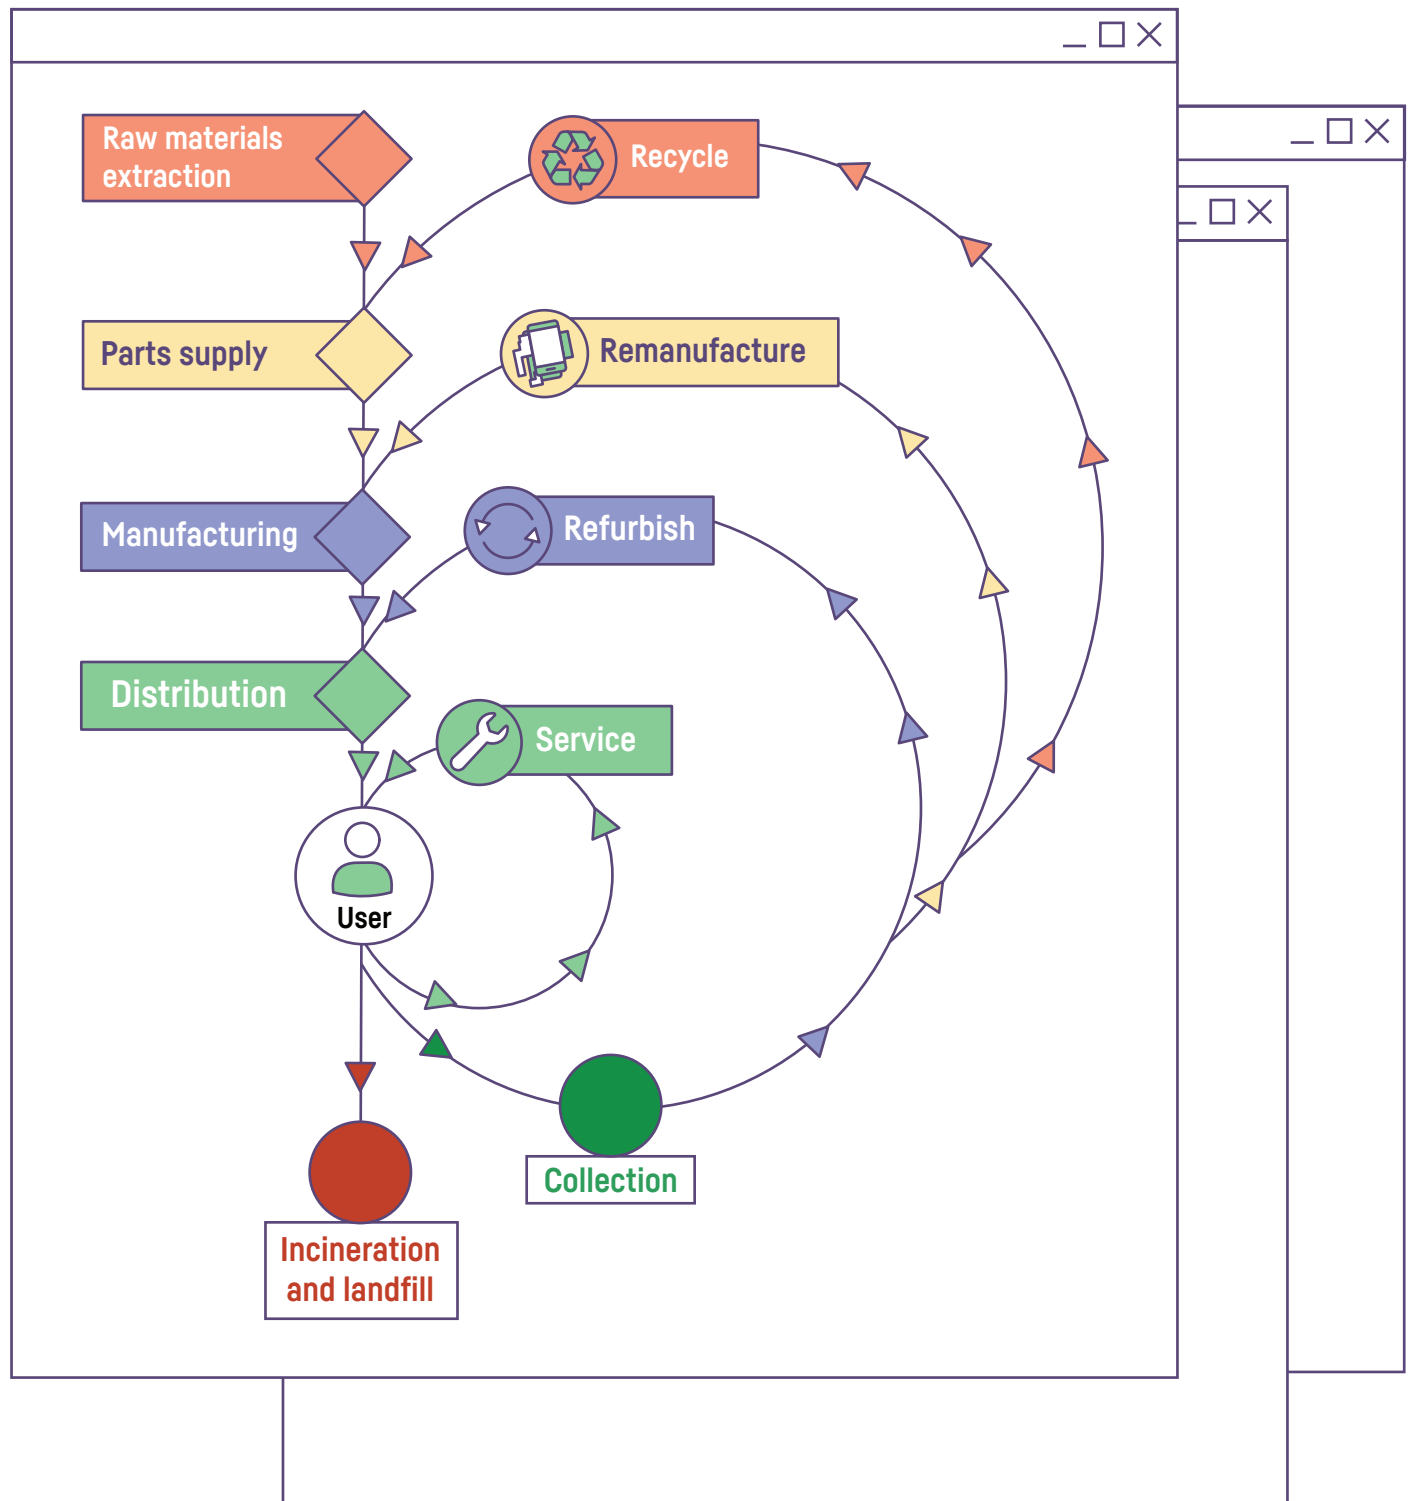 Raw materials
extraction
Recycle
Parts supply
Remanufacture
Manufacturing
Refurbish
Distribution
Service
User
Collection
Incineration
and landfill